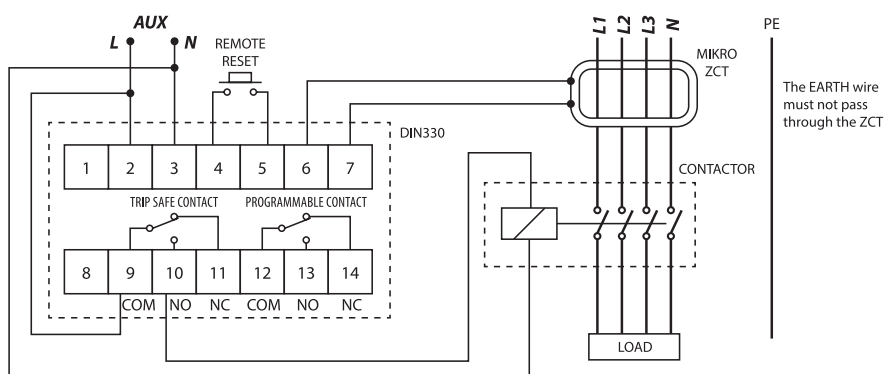 AUX
L N
REMOTE
RESET
L1 L2 L3 N
PE
MIKRO
ZCT
The EARTH wire
must not pass
through the ZCT
DIN330
1 2 3 4 5 6 7
CONTACTOR
TRIP SAFE CONTACT PROGRAMMABLE CONTACT
8 9 10 11 12 13 14
COM NO NC COM NO NC
LOAD